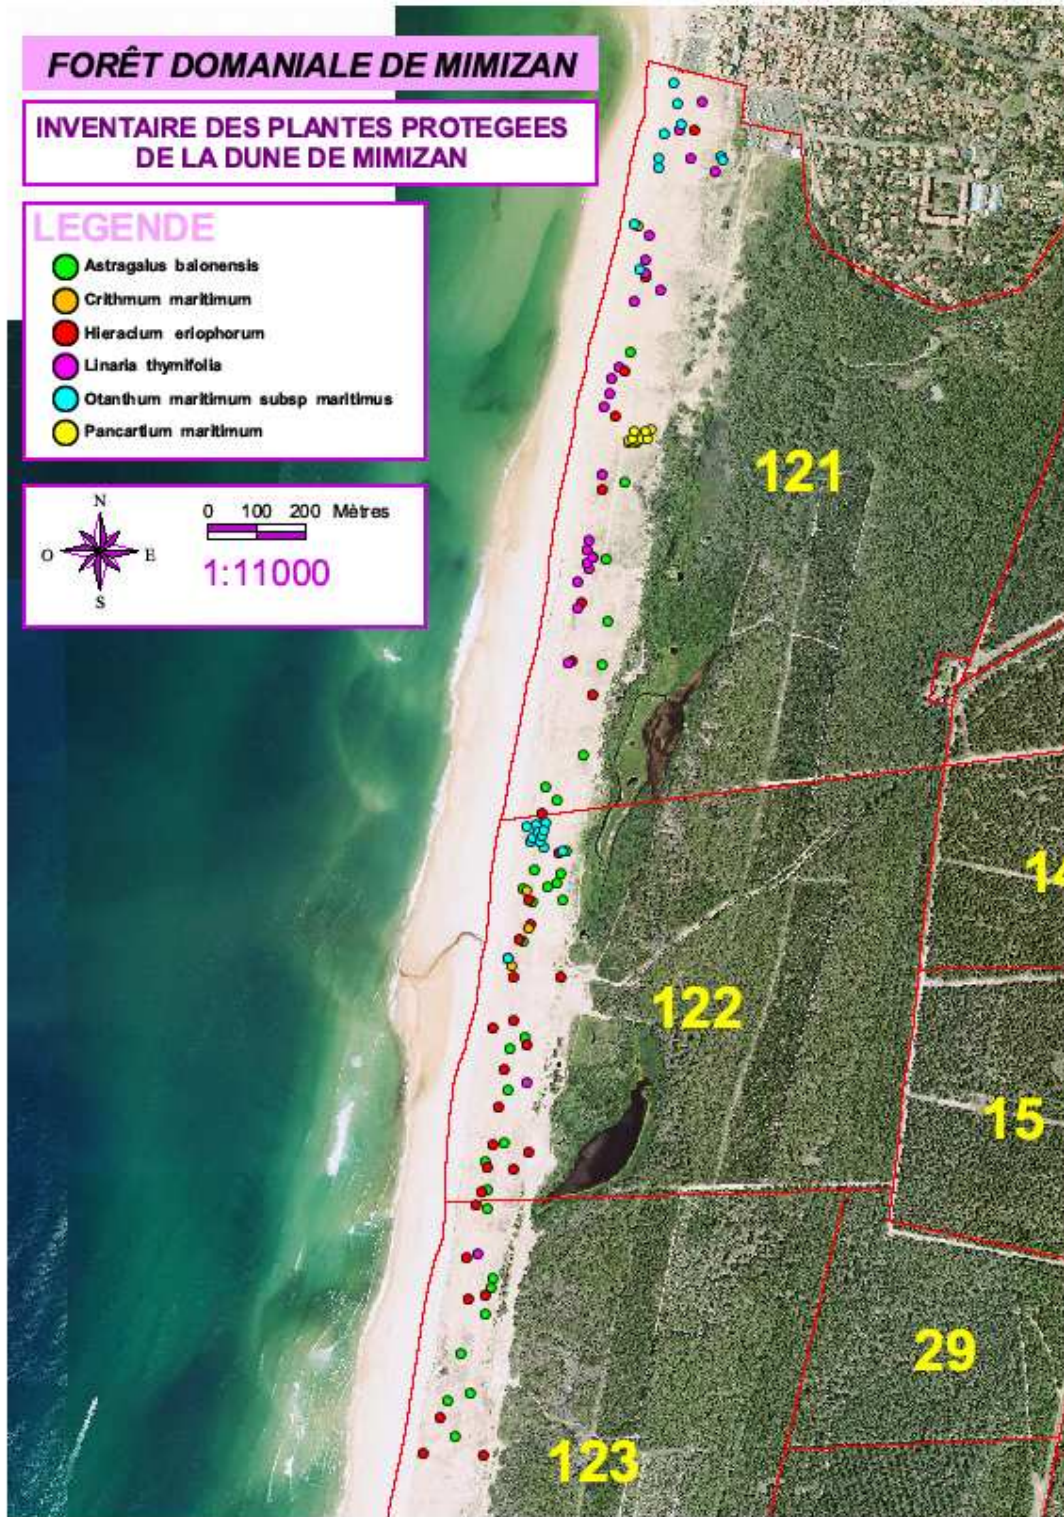 FORÊT DOMANIALE DE MIMIZAN
INVENTAIRE DES PLANTES PROTEGEES
DE LA DUNE DE MIMIZAN
LEGENDE
Astragalus baionensis
Crithmum maritimum
Hieracium eriophorum
Linaria thymifolia
Otanthum maritimum subsp maritimus
Pancartium maritimum
N
O
E
S
0 100 200 Mètres
1:11000
121
14
122
15
29
123